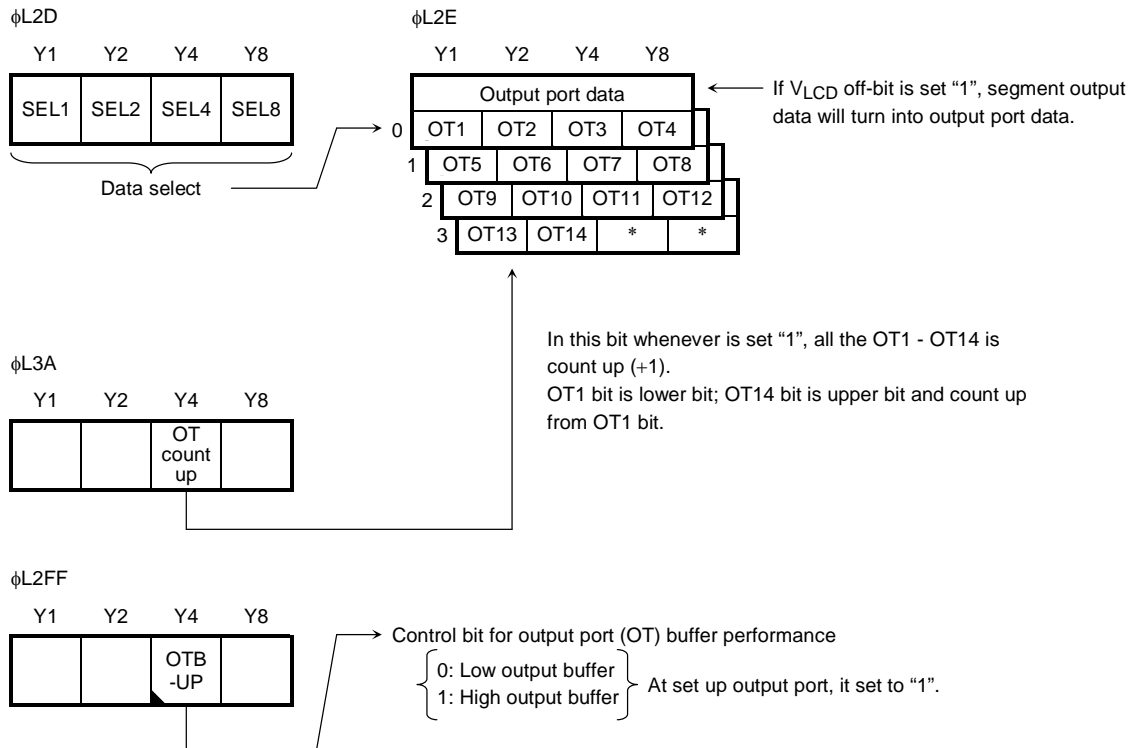 ϕL2D
Y1 Y2 Y4 Y8
SEL1 SEL2 SEL4 SEL8
Data select
ϕL2E
Y1 Y2 Y4 Y8
Output port data
0 OT1 OT2 OT3 OT4
1 OT5 OT6 OT7 OT8
2 OT9 OT10 OT11 OT12
3 OT13 OT14 * *
If VLCD off-bit is set “1”, segment output
data will turn into output port data.
In this bit whenever is set “1”, all the OT1 - OT14 is
count up (+1).
OT1 bit is lower bit; OT14 bit is upper bit and count up
from OT1 bit.
ϕL3A
Y1 Y2 Y4 Y8
OT
count
up
ϕL2FF
Y1 Y2 Y4 Y8
OTB
-UP
Control bit for output port (OT) buffer performance
0: Low output buffer
1: High output buffer
At set up output port, it set to “1”.